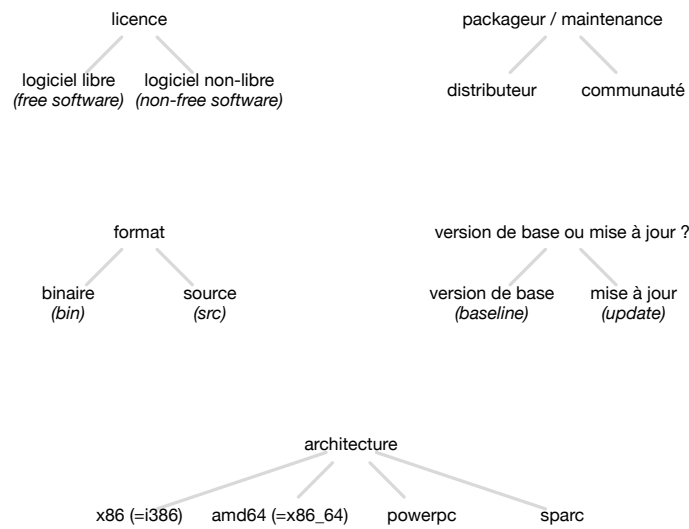 licence
logiciel libre
(free software)
logiciel non-libre
(non-free software)
packageur / maintenance
distributeur
communauté
format
binaire
(bin)
source
(src)
version de base ou mise à jour ?
version de base
(baseline)
mise à jour
(update)
architecture
x86 (=i386)
amd64 (=x86_64)
powerpc
sparc